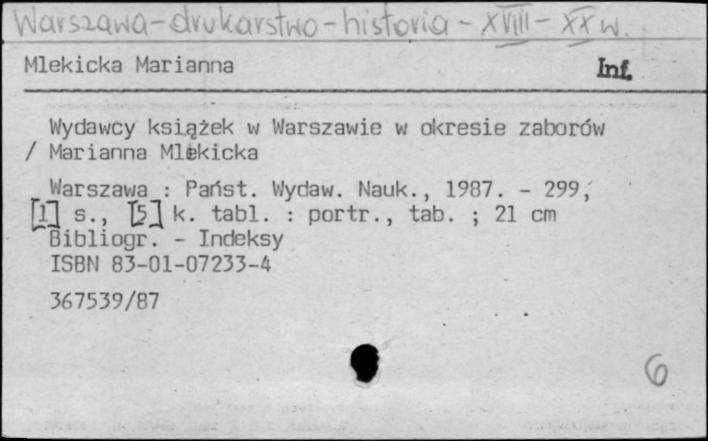 Warszawa - drukarstwo - historia - XVIII - XX w.
Mlekicka Marianna Inf.
Wydawcy książek w Warszawie w okresie zaborów
/ Marianna Mlekicka
Warszawa : Państ. Wydaw. Nauk., 1987. - 299,
[1] s., [5] k. tabl. : portr., tab. ; 21 cm
Bibliogr. - Indeksy
ISBN 83-01-07233-4
367539/87
6